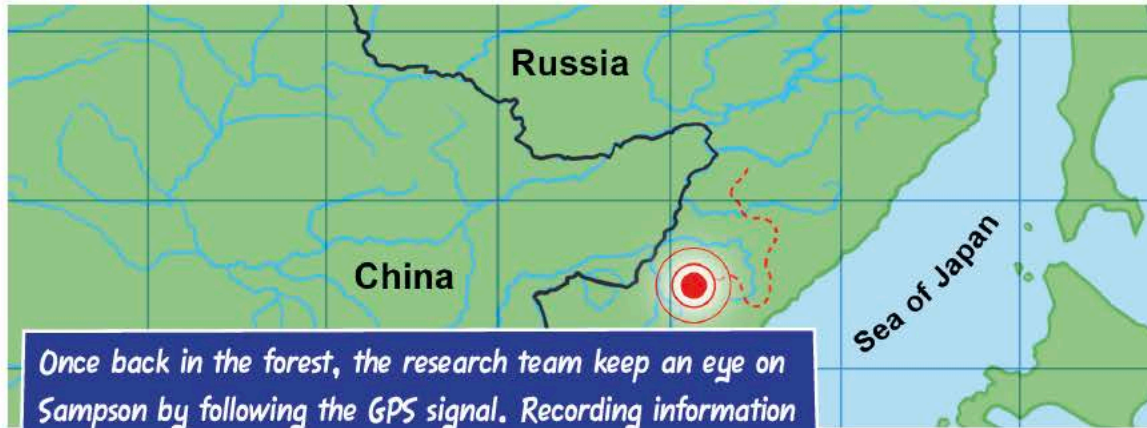 Russia
China
Sea of Japan
Once back in the forest, the research team keep an eye on
Sampson by following the GPS signal. Recording information